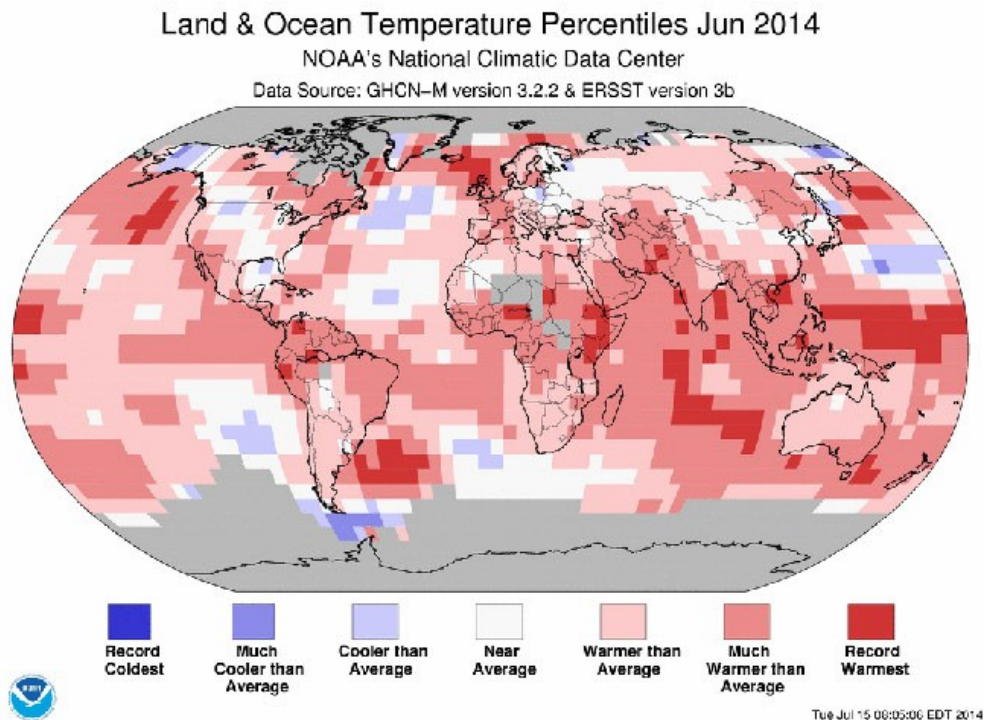 Land & Ocean Temperature Percentiles Jun 2014
NOAA's National Climatic Data Center
Data Source: GHCN–M version 3.2.2 & ERSST version 3b
Record Coldest
Much Cooler than Average
Cooler than Average
Near Average
Warmer than Average
Much Warmer than Average
Record Warmest
Tue Jul 15 08:05:06 EDT 2014